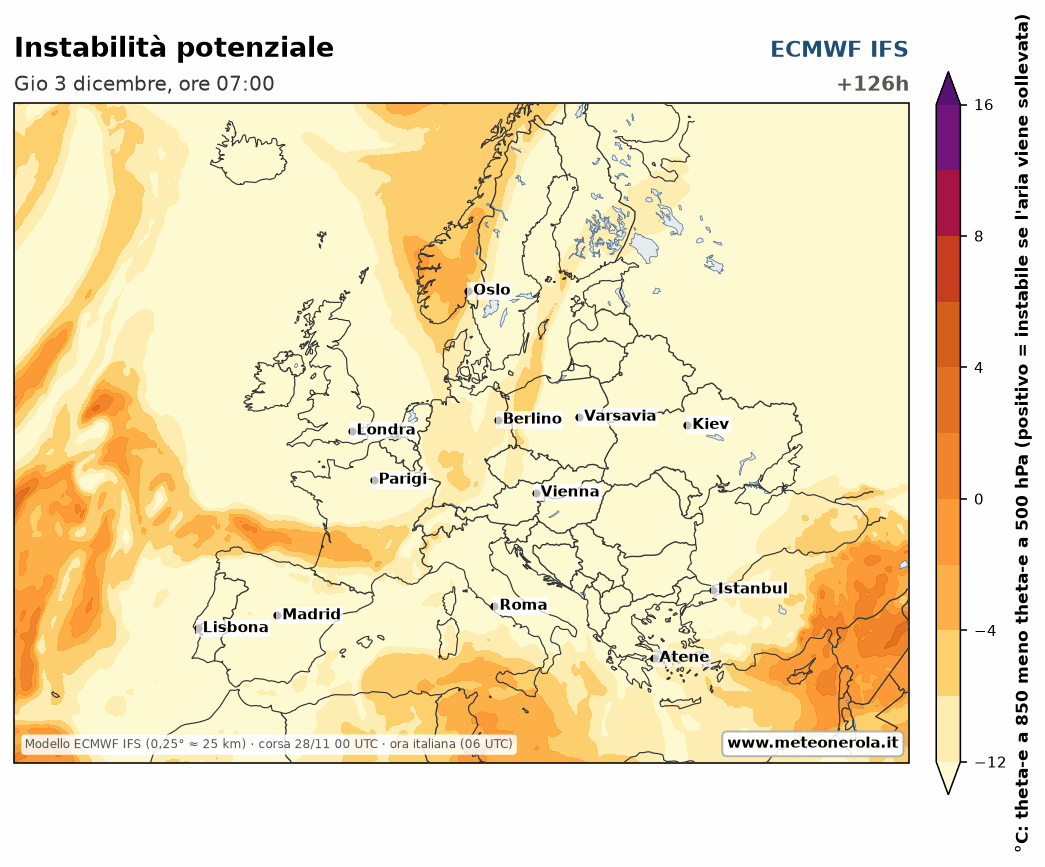 Instabilità potenziale
ECMWF IFS
Gio 3 dicembre, ore 07:00
+126h
Oslo
Berlino
Varsavia
Kiev
Londra
Parigi
Vienna
Istanbul
Roma
Madrid
Lisbona
Atene
Modello ECMWF IFS (0,25° ≈ 25 km) · corsa 28/11 00 UTC · ora italiana (06 UTC)
www.meteonerola.it
16
8
4
0
−4
−12
°C: theta-e a 850 meno theta-e a 500 hPa (positivo = instabile se l'aria viene sollevata)